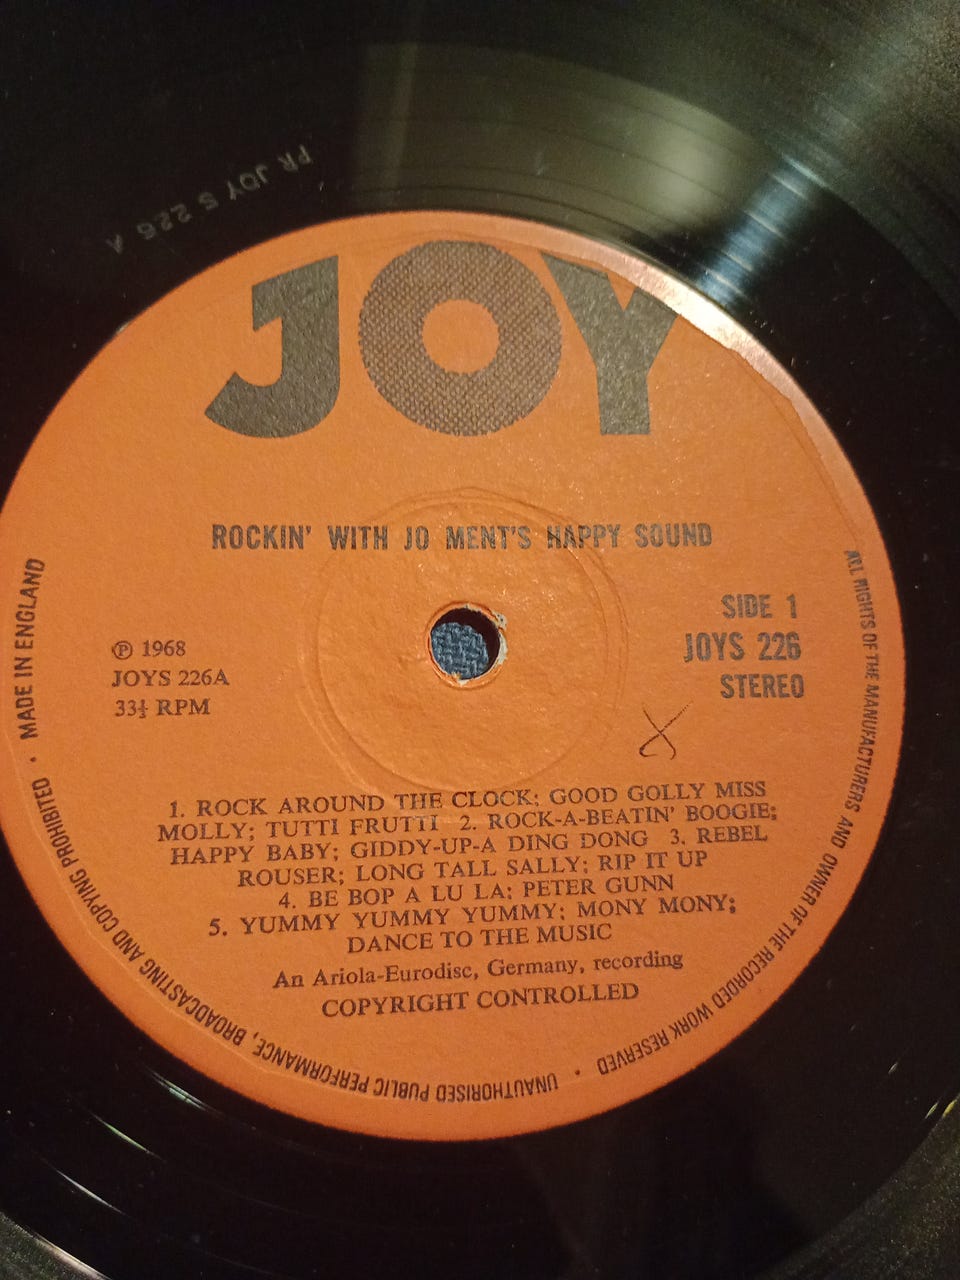 PR JOY S 226 A
JOY
ROCKIN' WITH JO MENT'S HAPPY SOUND
SIDE 1
JOYS 226
STEREO
℗ 1968
JOYS 226A
33⅓ RPM
X
1. ROCK AROUND THE CLOCK; GOOD GOLLY MISS
MOLLY; TUTTI FRUTTI 2. ROCK-A-BEATIN' BOOGIE;
HAPPY BABY; GIDDY-UP-A DING DONG 3. REBEL
ROUSER; LONG TALL SALLY; RIP IT UP
4. BE BOP A LU LA; PETER GUNN
5. YUMMY YUMMY YUMMY; MONY MONY;
DANCE TO THE MUSIC
An Ariola-Eurodisc, Germany, recording
COPYRIGHT CONTROLLED
ALL RIGHTS OF THE MANUFACTURERS AND OWNER OF THE RECORDED WORK RESERVED · UNAUTHORISED PUBLIC PERFORMANCE, BROADCASTING AND COPYING PROHIBITED · MADE IN ENGLAND